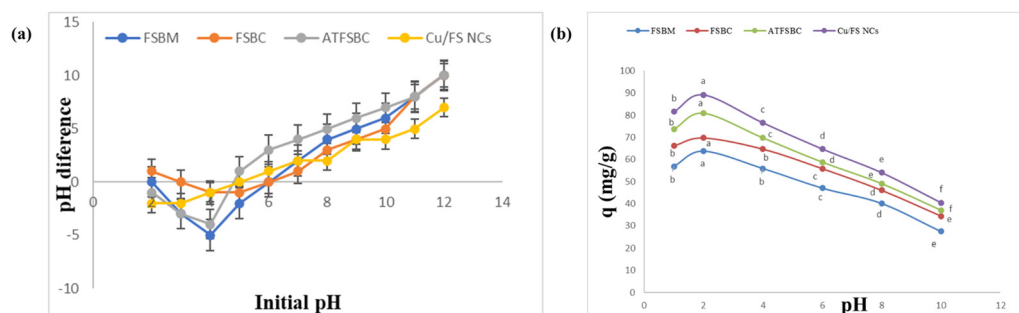 (a)
FSBM FSBC ATFSBC Cu/FS NCs
15
10
5
0
-5
-10
0 2 4 6 8 10 12 14
pH diference
Initial pH
(b)
FSBM FSBC ATFSBC Cu/FS NCs
100
90
80
70
60
50
40
30
20
10
0
0 2 4 6 8 10 12
q (mg/g)
pH
b a c d e f
b a c d e f
b a b c d e
b a b c d e